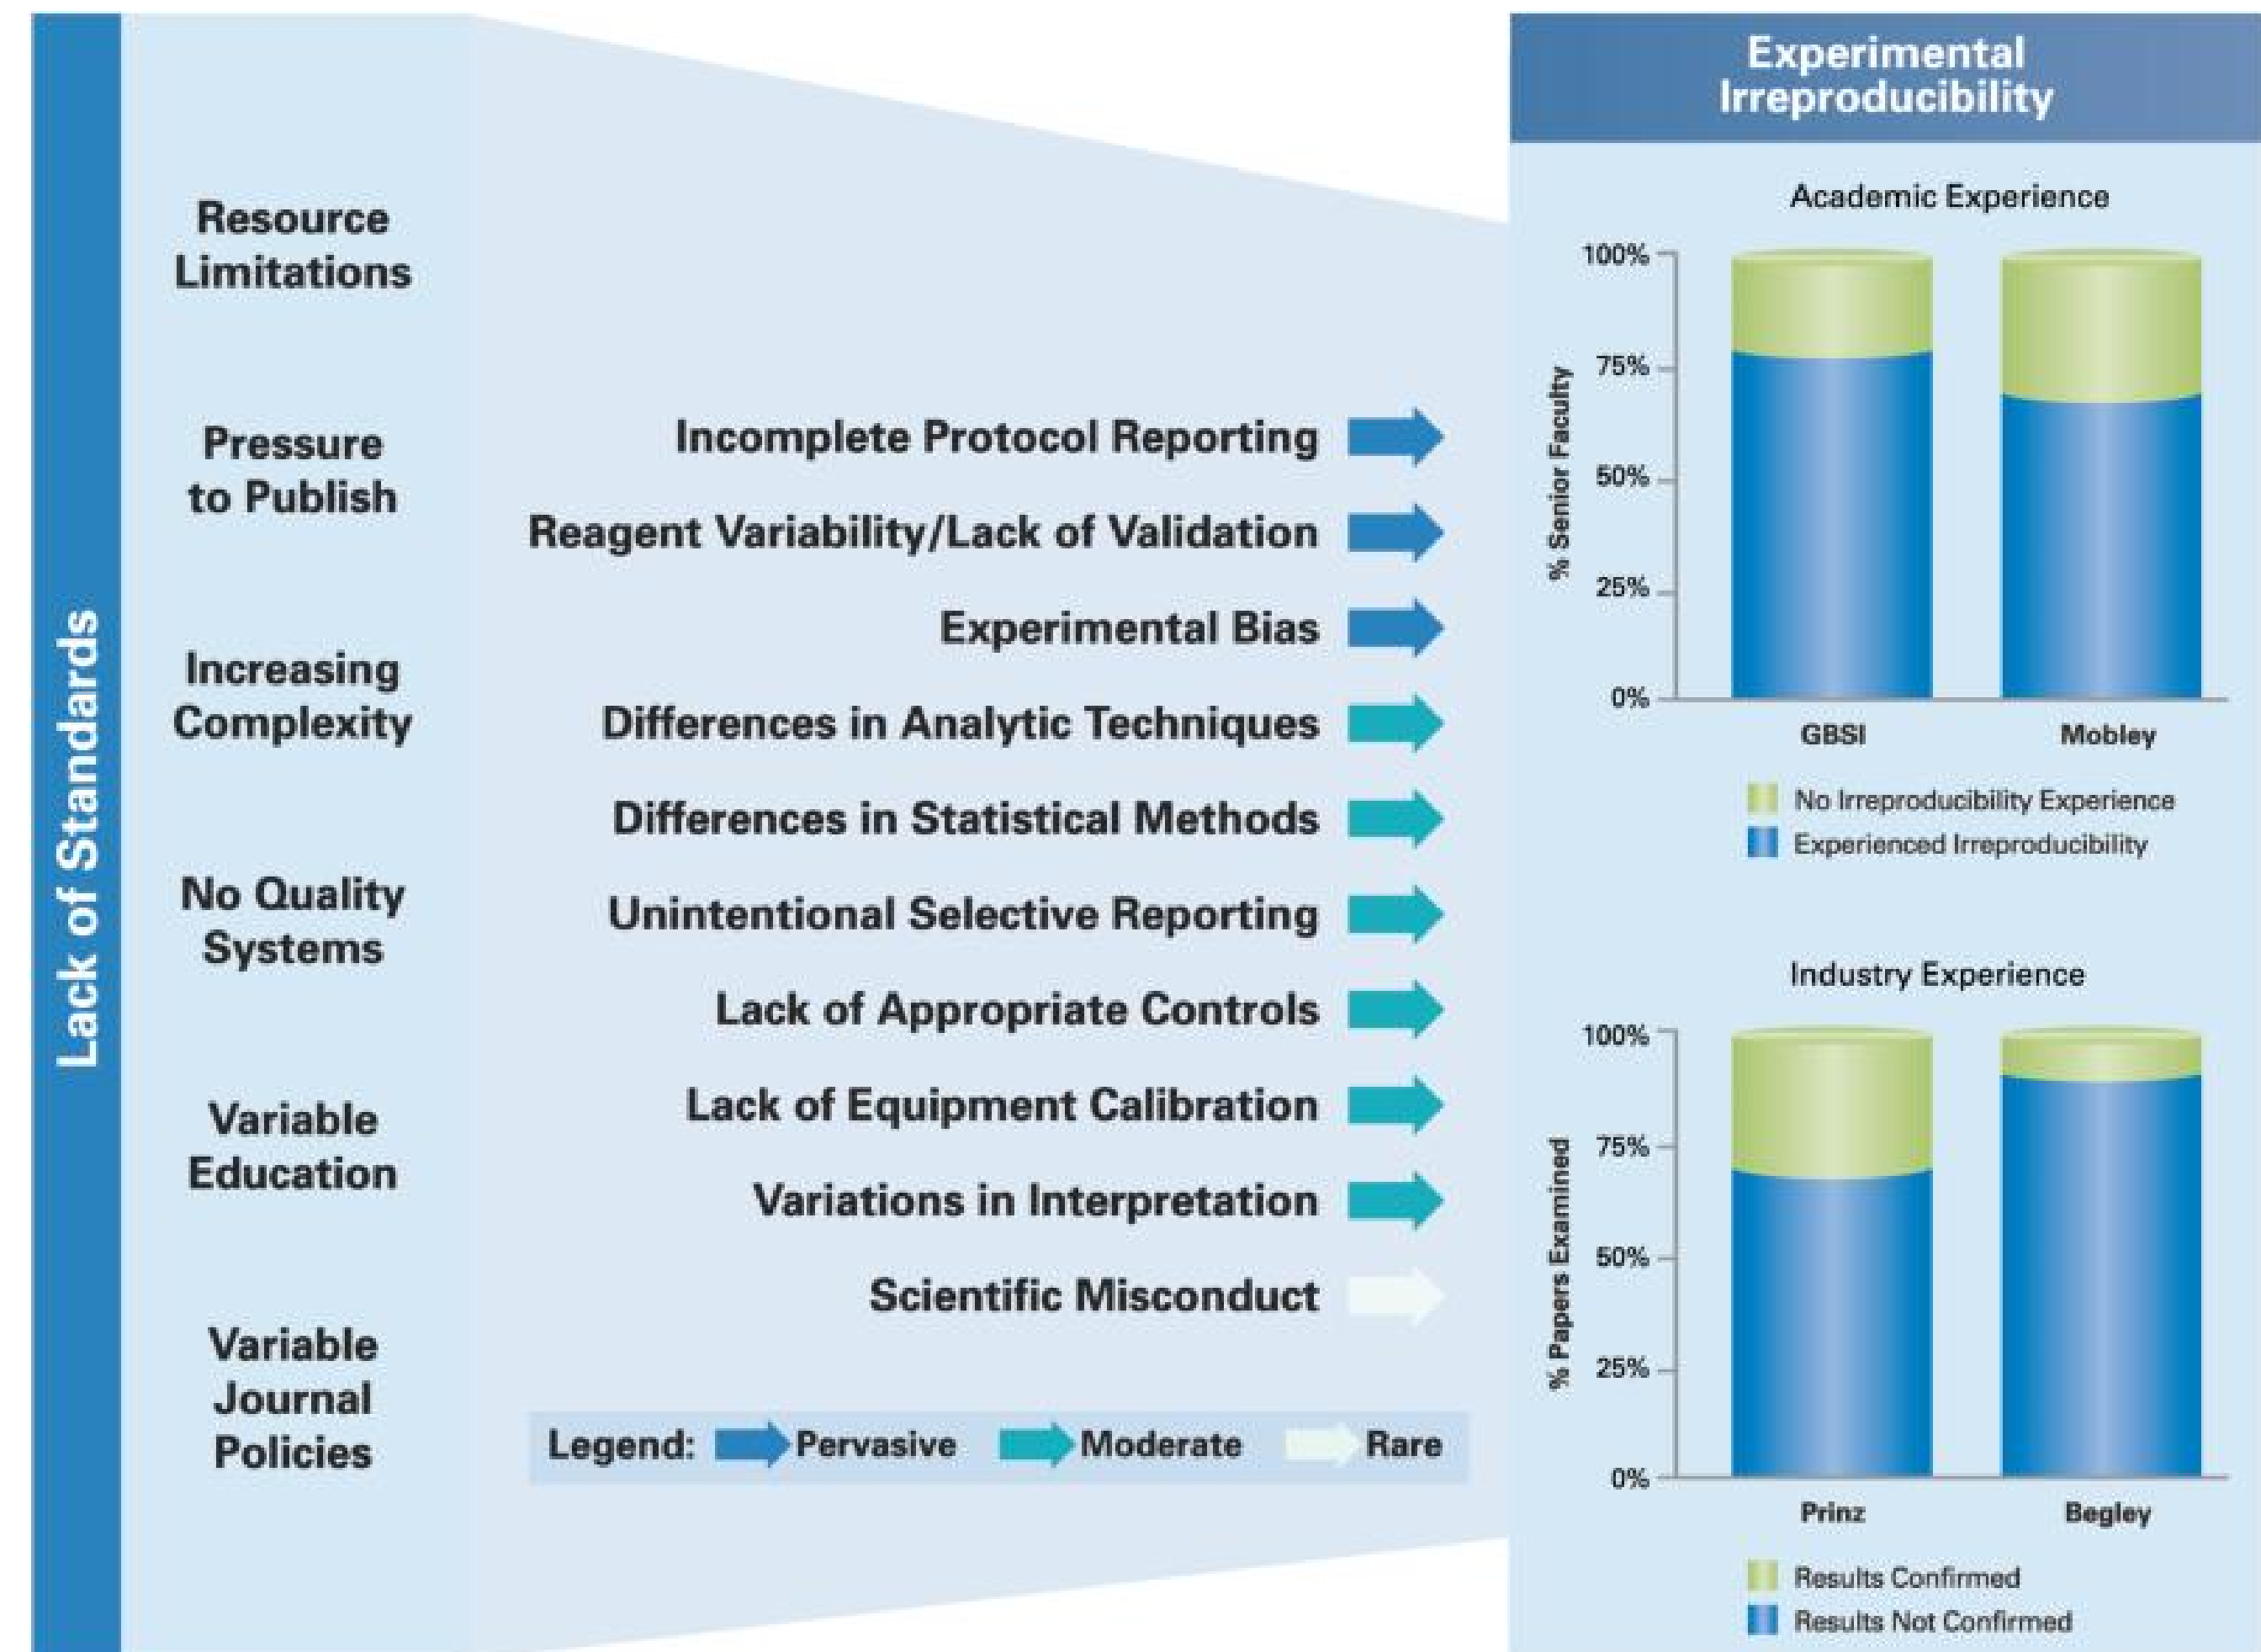 Lack of Standards
Resource
Limitations
Pressure
to Publish
Increasing
Complexity
No Quality
Systems
Variable
Education
Variable
Journal
Policies
Incomplete Protocol Reporting
Reagent Variability/Lack of Validation
Experimental Bias
Differences in Analytic Techniques
Differences in Statistical Methods
Unintentional Selective Reporting
Lack of Appropriate Controls
Lack of Equipment Calibration
Variations in Interpretation
Scientific Misconduct
Legend: Pervasive Moderate Rare
Experimental
Irreproducibility
Academic Experience
% Senior Faculty
100%
75%
50%
25%
0%
GBSI Mobley
No Irreproducibility Experience
Experienced Irreproducibility
Industry Experience
% Papers Examined
100%
75%
50%
25%
0%
Prinz Begley
Results Confirmed
Results Not Confirmed